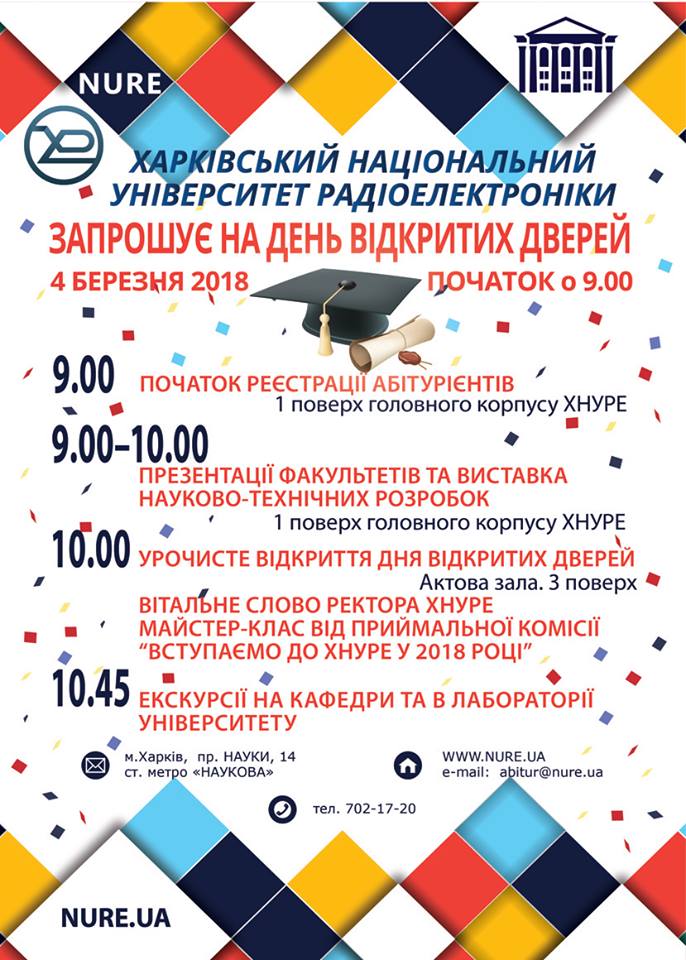 NURE
ХАРКІВСЬКИЙ НАЦІОНАЛЬНИЙ
УНІВЕРСИТЕТ РАДІОЕЛЕКТРОНІКИ
ЗАПРОШУЄ НА ДЕНЬ ВІДКРИТИХ ДВЕРЕЙ
4 БЕРЕЗНЯ 2018 ПОЧАТОК о 9.00
9.00 ПОЧАТОК РЕЄСТРАЦІЇ АБІТУРІЄНТІВ
1 поверх головного корпусу ХНУРЕ
9.00–10.00
ПРЕЗЕНТАЦІЇ ФАКУЛЬТЕТІВ ТА ВИСТАВКА
НАУКОВО-ТЕХНІЧНИХ РОЗРОБОК
1 поверх головного корпусу ХНУРЕ
10.00 УРОЧИСТЕ ВІДКРИТТЯ ДНЯ ВІДКРИТИХ ДВЕРЕЙ
Актова зала. 3 поверх
ВІТАЛЬНЕ СЛОВО РЕКТОРА ХНУРЕ
МАЙСТЕР-КЛАС ВІД ПРИЙМАЛЬНОЇ КОМІСІЇ
“ВСТУПАЄМО ДО ХНУРЕ У 2018 РОЦІ”
10.45 ЕКСКУРСІЇ НА КАФЕДРИ ТА В ЛАБОРАТОРІЇ
УНІВЕРСИТЕТУ
м.Харків, пр. НАУКИ, 14
ст. метро «НАУКОВА»
WWW.NURE.UA
e-mail: abitur@nure.ua
тел. 702-17-20
NURE.UA